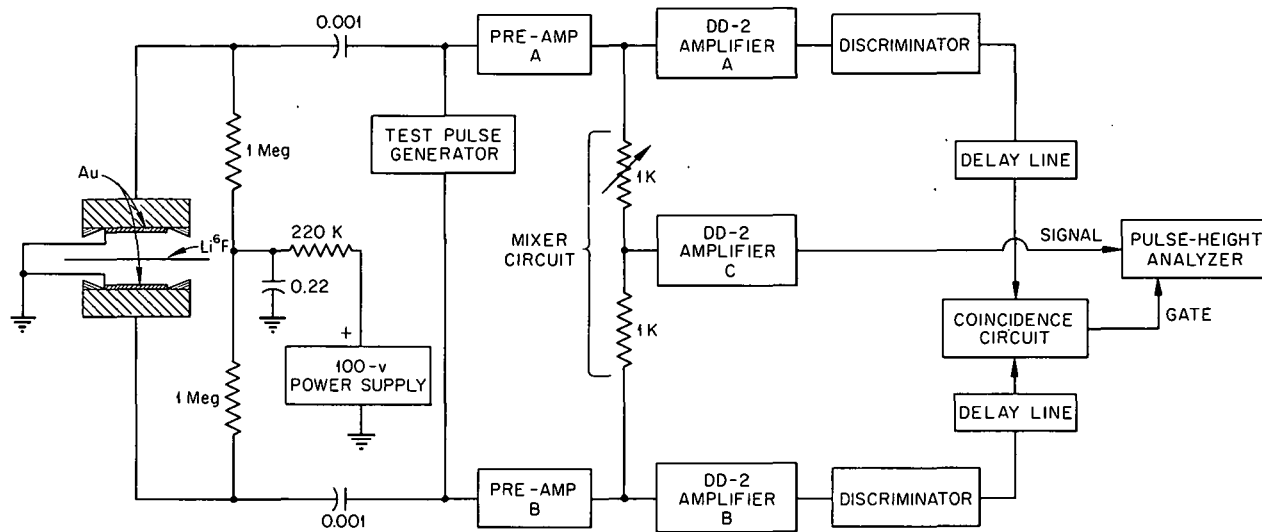 0.001
PRE-AMP
A
DD-2
AMPLIFIER
A
DISCRIMINATOR
1 Meg
TEST PULSE
GENERATOR
DELAY LINE
Au
1K
Li⁶F
220 K
MIXER
CIRCUIT
DD-2
AMPLIFIER
C
SIGNAL
PULSE-HEIGHT
ANALYZER
0.22
+
1K
COINCIDENCE
CIRCUIT
GATE
100-v
POWER SUPPLY
1 Meg
DELAY LINE
0.001
PRE-AMP
B
DD-2
AMPLIFIER
B
DISCRIMINATOR